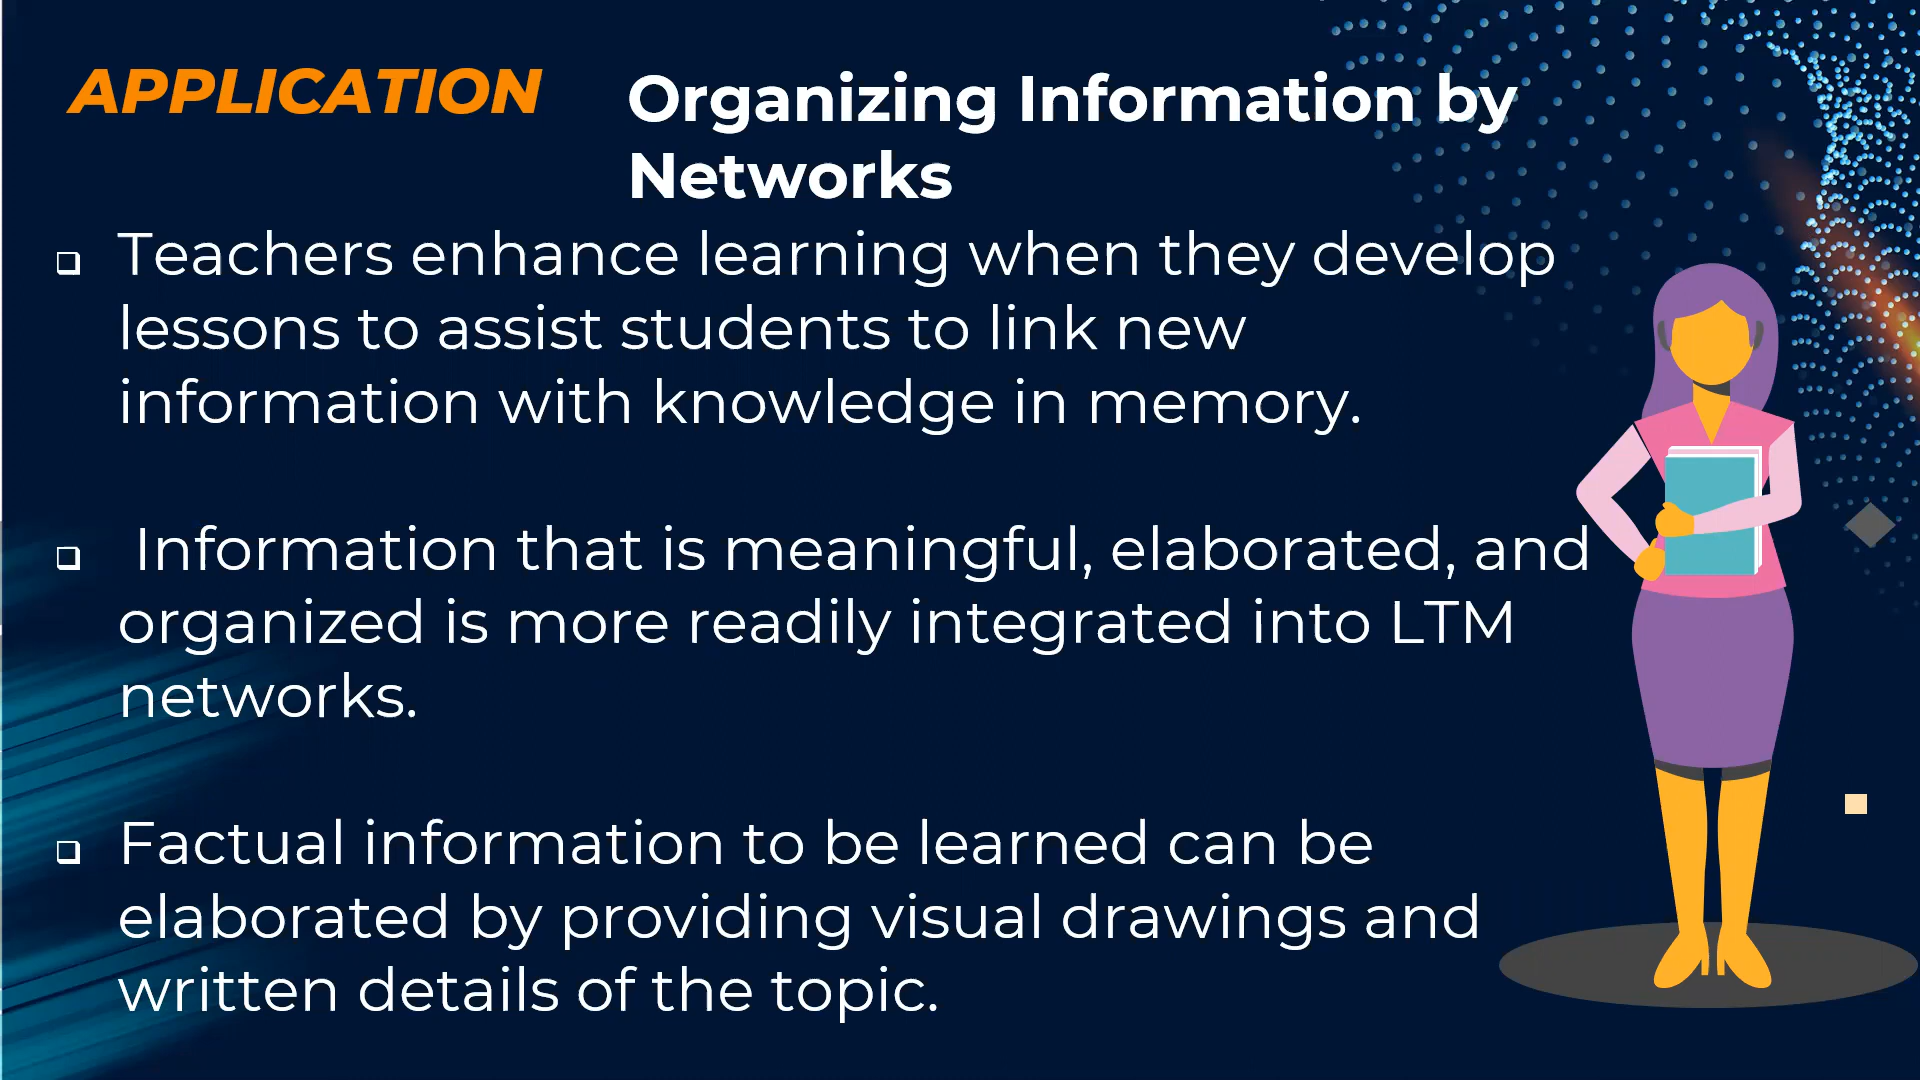 APPLICATION
Organizing Information by
Networks
❑ Teachers enhance learning when they develop
lessons to assist students to link new
information with knowledge in memory.
❑ Information that is meaningful, elaborated, and
organized is more readily integrated into LTM
networks.
❑ Factual information to be learned can be
elaborated by providing visual drawings and
written details of the topic.